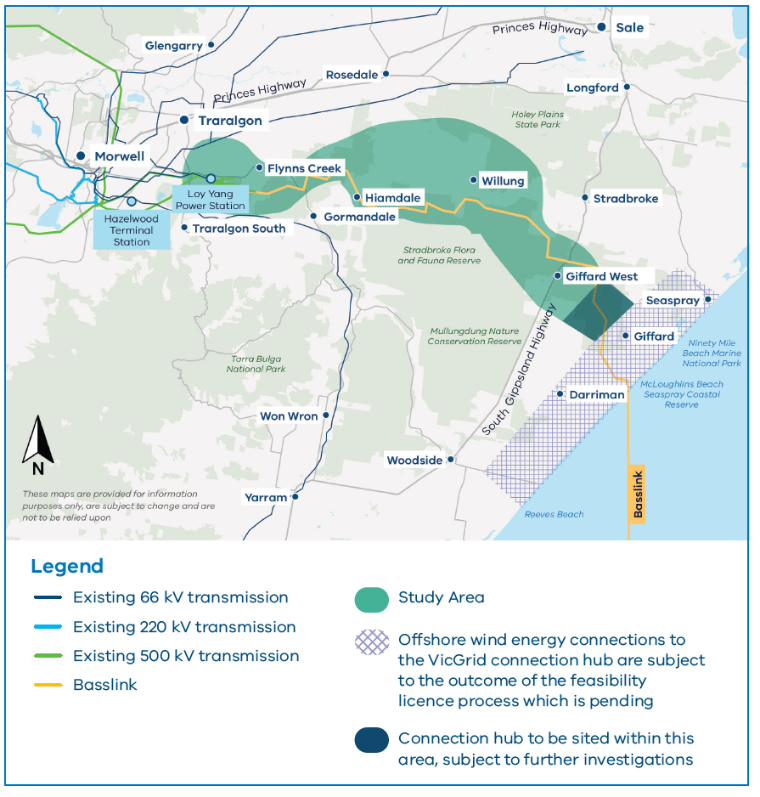 Princes Highway
Sale
Glengarry
Rosedale
Princes Highway
Longford
Holey Plains
State Park
Traralgon
Morwell
Flynns Creek
Willung
Loy Yang
Power Station
Hiamdale
Stradbroke
Hazelwood
Terminal
Station
Gormandale
Traralgon South
Stradbroke Flora
and Fauna Reserve
Giffard West
Seaspray
Mullungdung Nature
Conservation Reserve
Giffard
Ninety Mile
Beach Marine
National Park
Tarra Bulga
National Park
South Gippsland Highway
McLoughlins Beach
Seaspray Coastal
Reserve
Darriman
Won Wron
Woodside
N
Basslink
These maps are provided for information
purposes only, are subject to change and are
not to be relied upon
Yarram
Reeves Beach
Legend
Existing 66 kV transmission
Existing 220 kV transmission
Existing 500 kV transmission
Basslink
Study Area
Offshore wind energy connections to
the VicGrid connection hub are subject
to the outcome of the feasibility
licence process which is pending
Connection hub to be sited within this
area, subject to further investigations